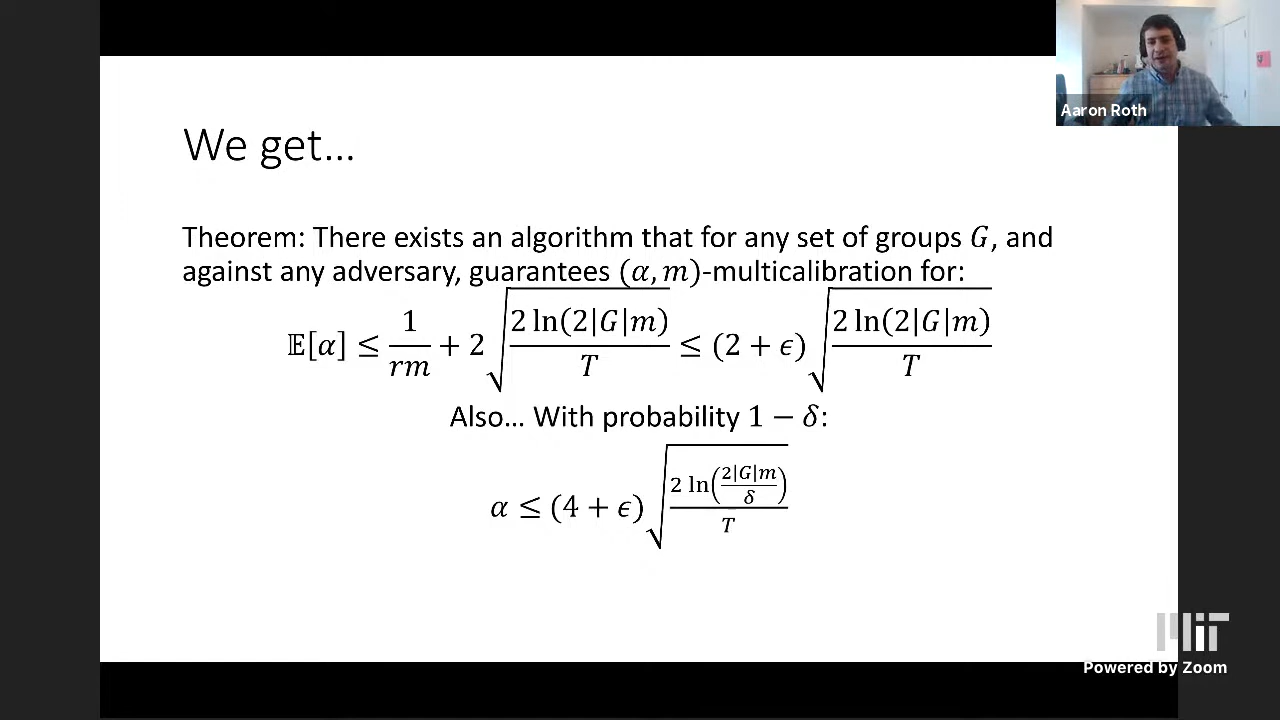 Aaron Roth
We get…
Theorem: There exists an algorithm that for any set of groups G, and
against any adversary, guarantees (α, m)-multicalibration for:
𝔼[α] ≤ 1/(rm) + 2√(2 ln(2|G|m)/T) ≤ (2 + ϵ)√(2 ln(2|G|m)/T)
Also… With probability 1 − δ:
α ≤ (4 + ϵ)√(2 ln(2|G|m/δ)/T)
MIT
Powered by Zoom